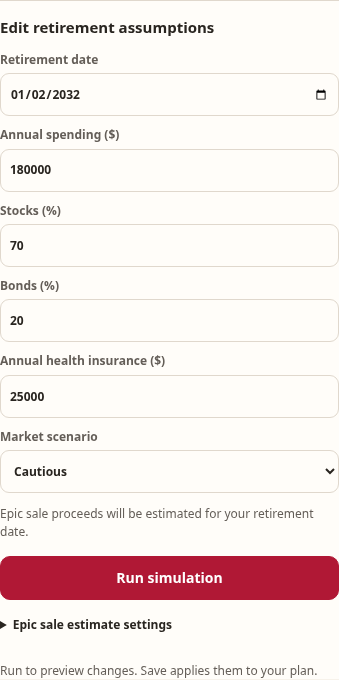 Edit retirement assumptions
Retirement date
01/02/2032
Annual spending ($)
180000
Stocks (%)
70
Bonds (%)
20
Annual health insurance ($)
25000
Market scenario
Cautious
Epic sale proceeds will be estimated for your retirement
date.
Run simulation
Epic sale estimate settings
Run to preview changes. Save applies them to your plan.